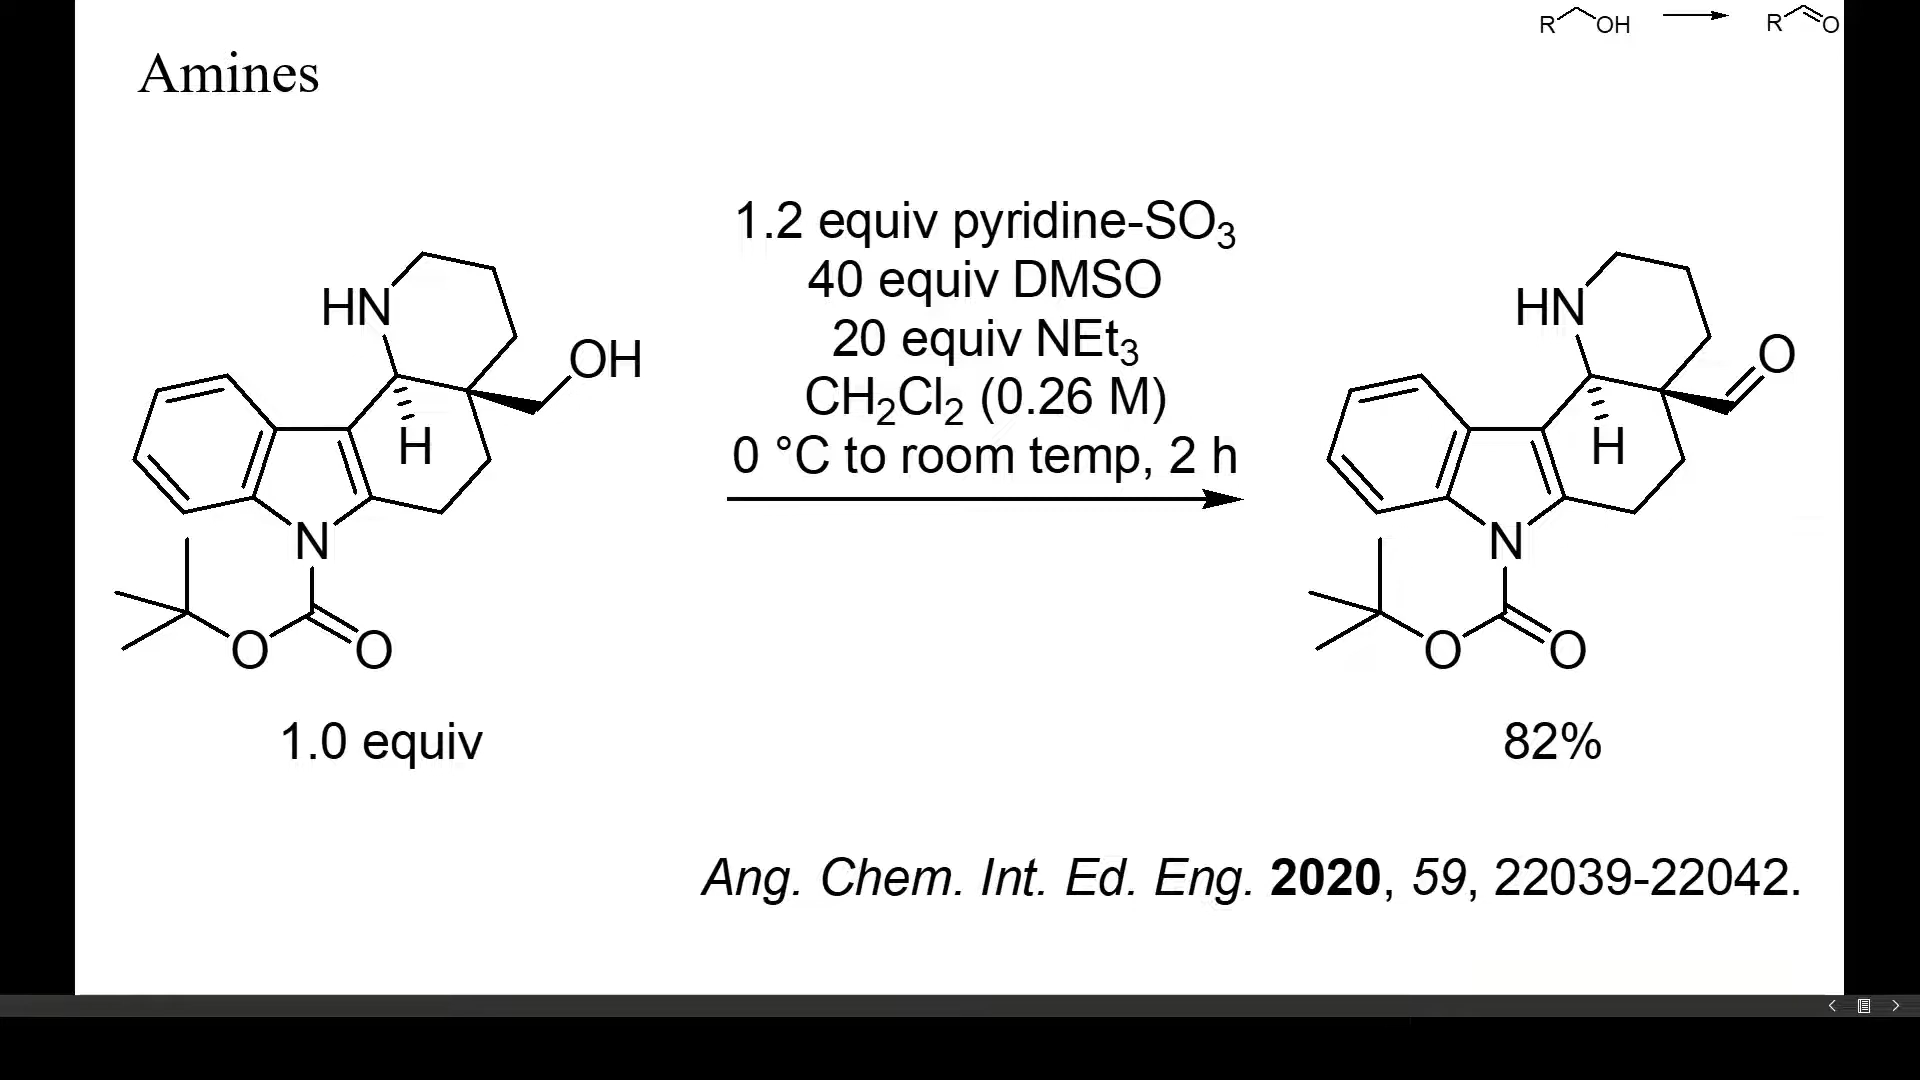 R OH R O
Amines
1.2 equiv pyridine-SO3
40 equiv DMSO
20 equiv NEt3
CH2Cl2 (0.26 M)
0 °C to room temp, 2 h
HN
OH
H
N
O O
HN
O
H
N
O O
1.0 equiv
82%
Ang. Chem. Int. Ed. Eng. 2020, 59, 22039-22042.